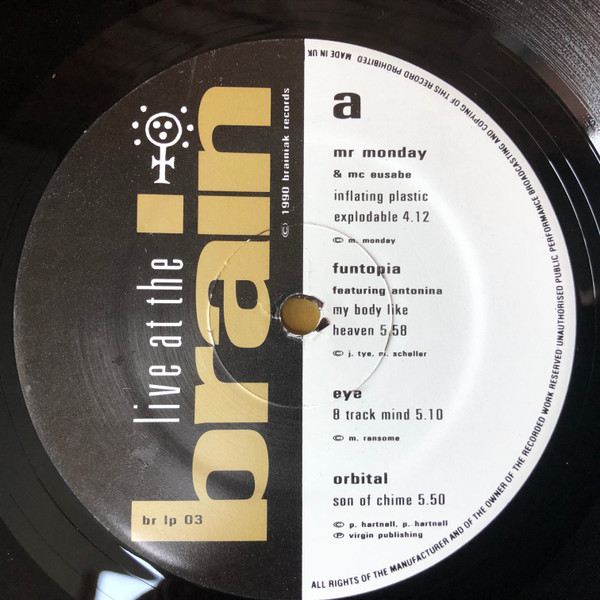 live at the
brain
© 1990 brainiak records
br lp 03
a
mr monday
& mc eusabe
inflating plastic
explodable 4.12
© m. monday
funtopia
featuring antonina
my body like
heaven 5.58
© j. tye, m. scheller
eye
8 track mind 5.10
© m. ransome
orbital
son of chime 5.50
© p. hartnell, p. hartnell
℗ virgin publishing
ALL RIGHTS OF THE MANUFACTURER AND OF THE OWNER OF THE RECORDED WORK RESERVED UNAUTHORISED PUBLIC PERFORMANCE BROADCASTING AND COPYING OF THIS RECORD PROHIBITED MADE IN UK